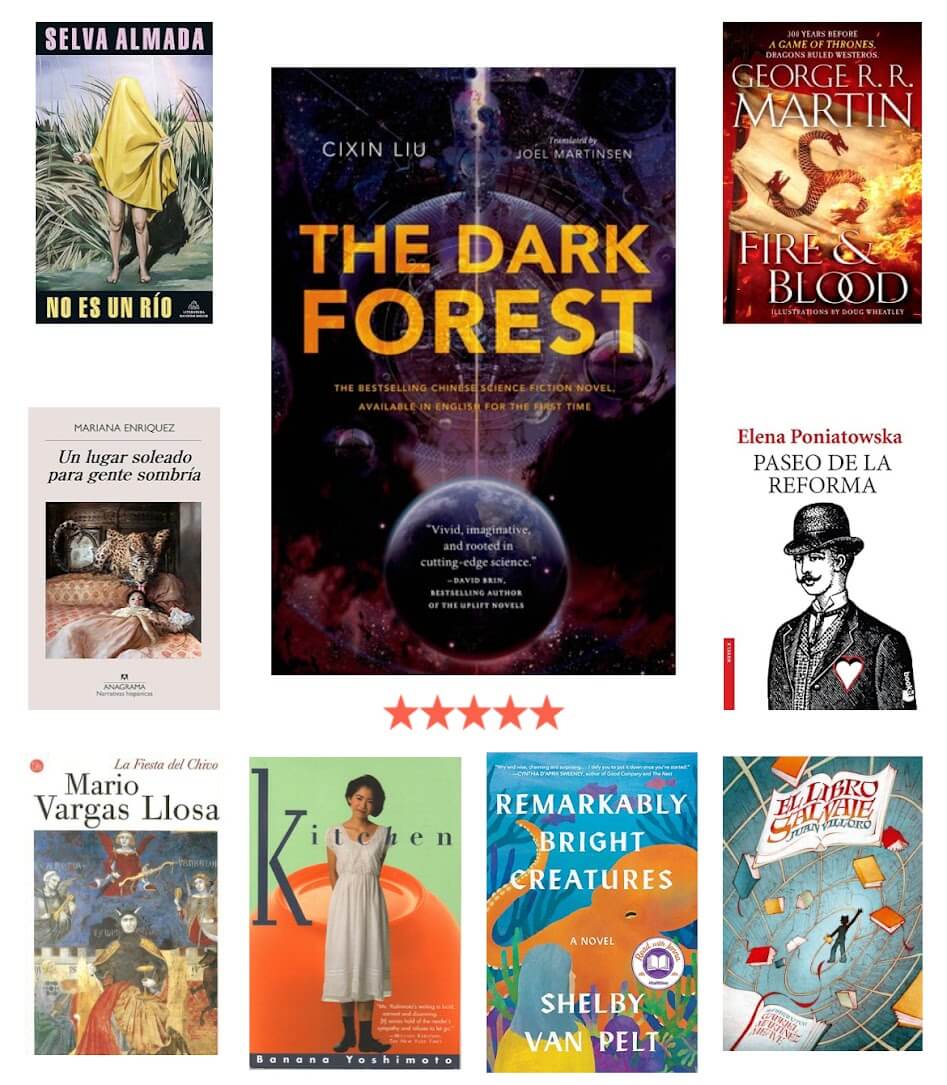 SELVA ALMADA
NO ES UN RÍO
CIXIN LIU
Translated by
JOEL MARTINSEN
THE DARK
FOREST
THE BESTSELLING CHINESE SCIENCE FICTION NOVEL,
AVAILABLE IN ENGLISH FOR THE FIRST TIME
"Vivid, imaginative,
and rooted in
cutting-edge science."
—DAVID BRIN,
BESTSELLING AUTHOR
OF THE UPLIFT NOVELS
300 YEARS BEFORE
A GAME OF THRONES,
DRAGONS RULED WESTEROS.
GEORGE R. R.
MARTIN
FIRE &
BLOOD
ILLUSTRATIONS BY DOUG WHEATLEY
MARIANA ENRIQUEZ
Un lugar soleado
para gente sombría
ANAGRAMA
Narrativas hispánicas
Elena Poniatowska
PASEO DE LA
REFORMA
La Fiesta del Chivo
Mario
Vargas Llosa
kitchen
Banana Yoshimoto
REMARKABLY
BRIGHT
CREATURES
A NOVEL
Read with Jenna
SHELBY
VAN PELT
EL LIBRO
SALVAJE
JUAN VILLORO